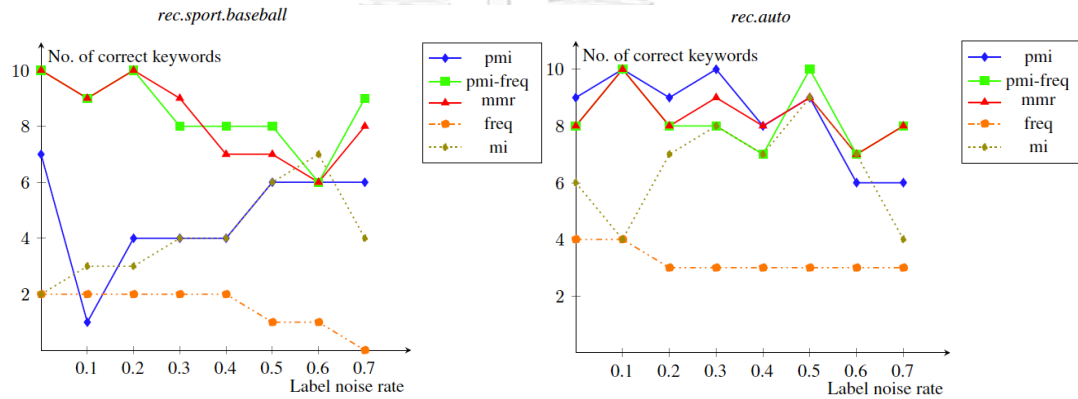 rec.sport.baseball
No. of correct keywords
10
8
6
4
2
0.1 0.2 0.3 0.4 0.5 0.6 0.7
Label noise rate
pmi
pmi-freq
mmr
freq
mi
rec.auto
No. of correct keywords
10
8
6
4
2
0.1 0.2 0.3 0.4 0.5 0.6 0.7
Label noise rate
pmi
pmi-freq
mmr
freq
mi